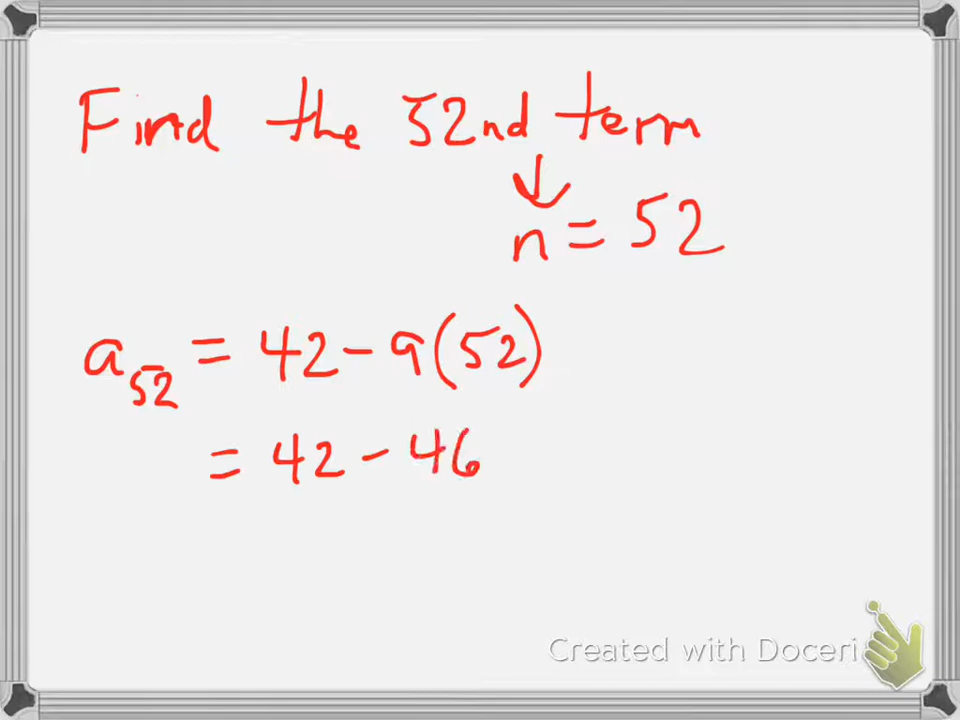 Find the 52nd term
n = 52
a52 = 42 - 9(52)
= 42 - 46
Created with Doceri